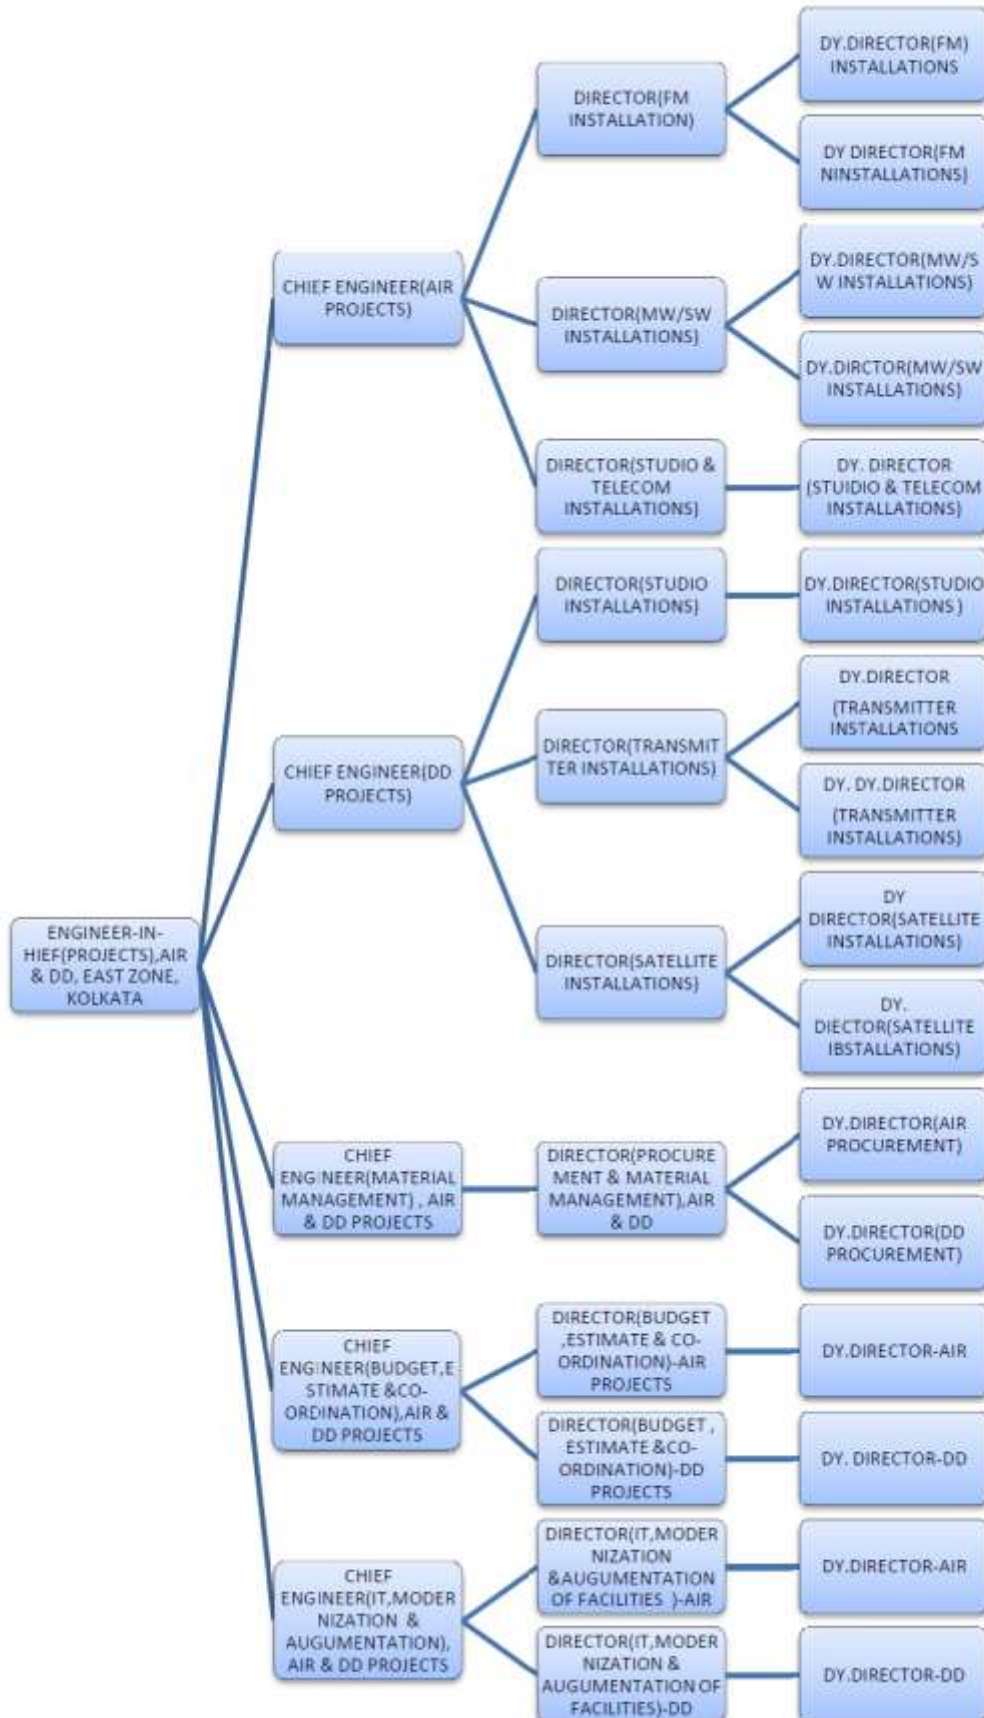 DY.DIRECTOR(FM)
INSTALLATIONS
DIRECTOR(FM
INSTALLATION)
DY DIRECTOR(FM
NINSTALLATIONS)
CHIEF ENGINEER(AIR
PROJECTS)
DY.DIRECTOR(MW/S
W INSTALLATIONS)
DIRECTOR(MW/SW
INSTALLATIONS)
DY.DIRCTOR(MW/SW
INSTALLATIONS)
DIRECTOR(STUDIO &
TELECOM
INSTALLATIONS)
DY. DIRECTOR
(STUIDIO & TELECOM
INSTALLATIONS)
DIRECTOR(STUDIO
INSTALLATIONS)
DY.DIRECTOR(STUDIO
INSTALLATIONS )
CHIEF ENGINEER(DD
PROJECTS)
DIRECTOR(TRANSMIT
TER INSTALLATIONS)
DY.DIRECTOR
(TRANSMITTER
INSTALLATIONS
DY. DY.DIRECTOR
(TRANSMITTER
INSTALLATIONS)
ENGINEER-IN-
HIEF(PROJECTS),AIR
& DD, EAST ZONE,
KOLKATA
DIRECTOR(SATELLITE
INSTALLATIONS)
DY
DIRECTOR(SATELLITE
INSTALLATIONS)
DY.
DIECTOR(SATELLITE
IBSTALLATIONS)
CHIEF
ENGINEER(MATERIAL
MANAGEMENT) , AIR
& DD PROJECTS
DIRECTOR(PROCURE
MENT & MATERIAL
MANAGEMENT),AIR
& DD
DY.DIRECTOR(AIR
PROCUREMENT)
DY.DIRECTOR(DD
PROCUREMENT)
CHIEF
ENGINEER(BUDGET,E
STIMATE &CO-
ORDINATION),AIR &
DD PROJECTS
DIRECTOR(BUDGET
,ESTIMATE & CO-
ORDINATION)-AIR
PROJECTS
DY.DIRECTOR-AIR
DIRECTOR(BUDGET ,
ESTIMATE &CO-
ORDINATION)-DD
PROJECTS
DY. DIRECTOR-DD
CHIEF
ENGINEER(IT,MODER
NIZATION &
AUGUMENTATION),
AIR & DD PROJECTS
DIRECTOR(IT,MODER
NIZATION
&AUGUMENTATION
OF FACILITIES )-AIR
DY.DIRECTOR-AIR
DIRECTOR(IT,MODER
NIZATION &
AUGUMENTATION OF
FACILITIES)-DD
DY.DIRECTOR-DD